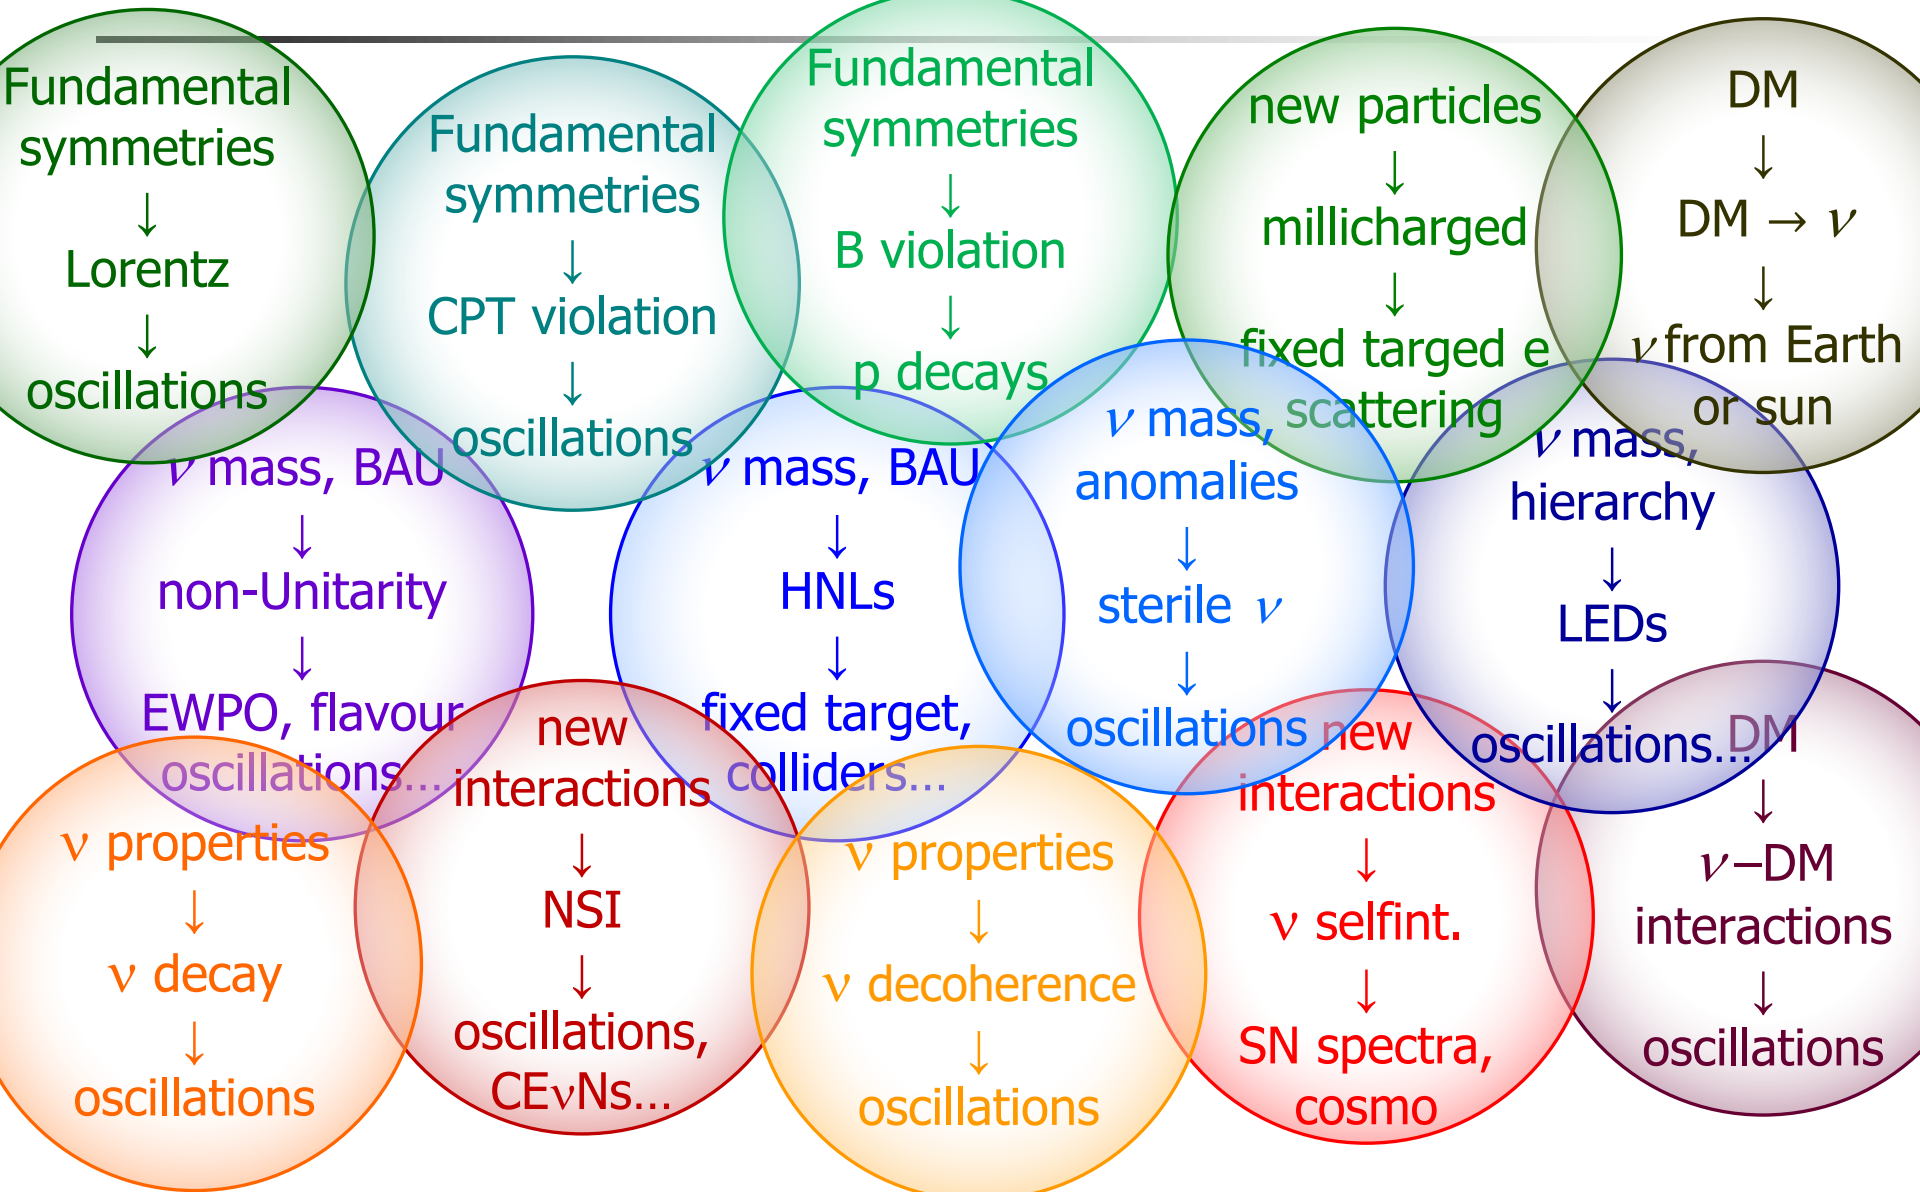 Fundamental
symmetries
↓
Lorentz
↓
oscillations
Fundamental
symmetries
↓
CPT violation
↓
oscillations
Fundamental
symmetries
↓
B violation
↓
p decays
new particles
↓
millicharged
↓
fixed targed e
scattering
DM
↓
DM → ν
↓
ν from Earth
or sun
ν mass, BAU
↓
non-Unitarity
↓
EWPO, flavour
oscillations...
ν mass, BAU
↓
HNLs
↓
fixed target,
colliders...
ν mass,
anomalies
↓
sterile ν
↓
oscillations
ν mass,
hierarchy
↓
LEDs
↓
oscillations...
ν properties
↓
ν decay
↓
oscillations
new
interactions
↓
NSI
↓
oscillations,
CEνNs...
ν properties
↓
ν decoherence
↓
oscillations
new
interactions
↓
ν selfint.
↓
SN spectra,
cosmo
DM
↓
ν–DM
interactions
↓
oscillations